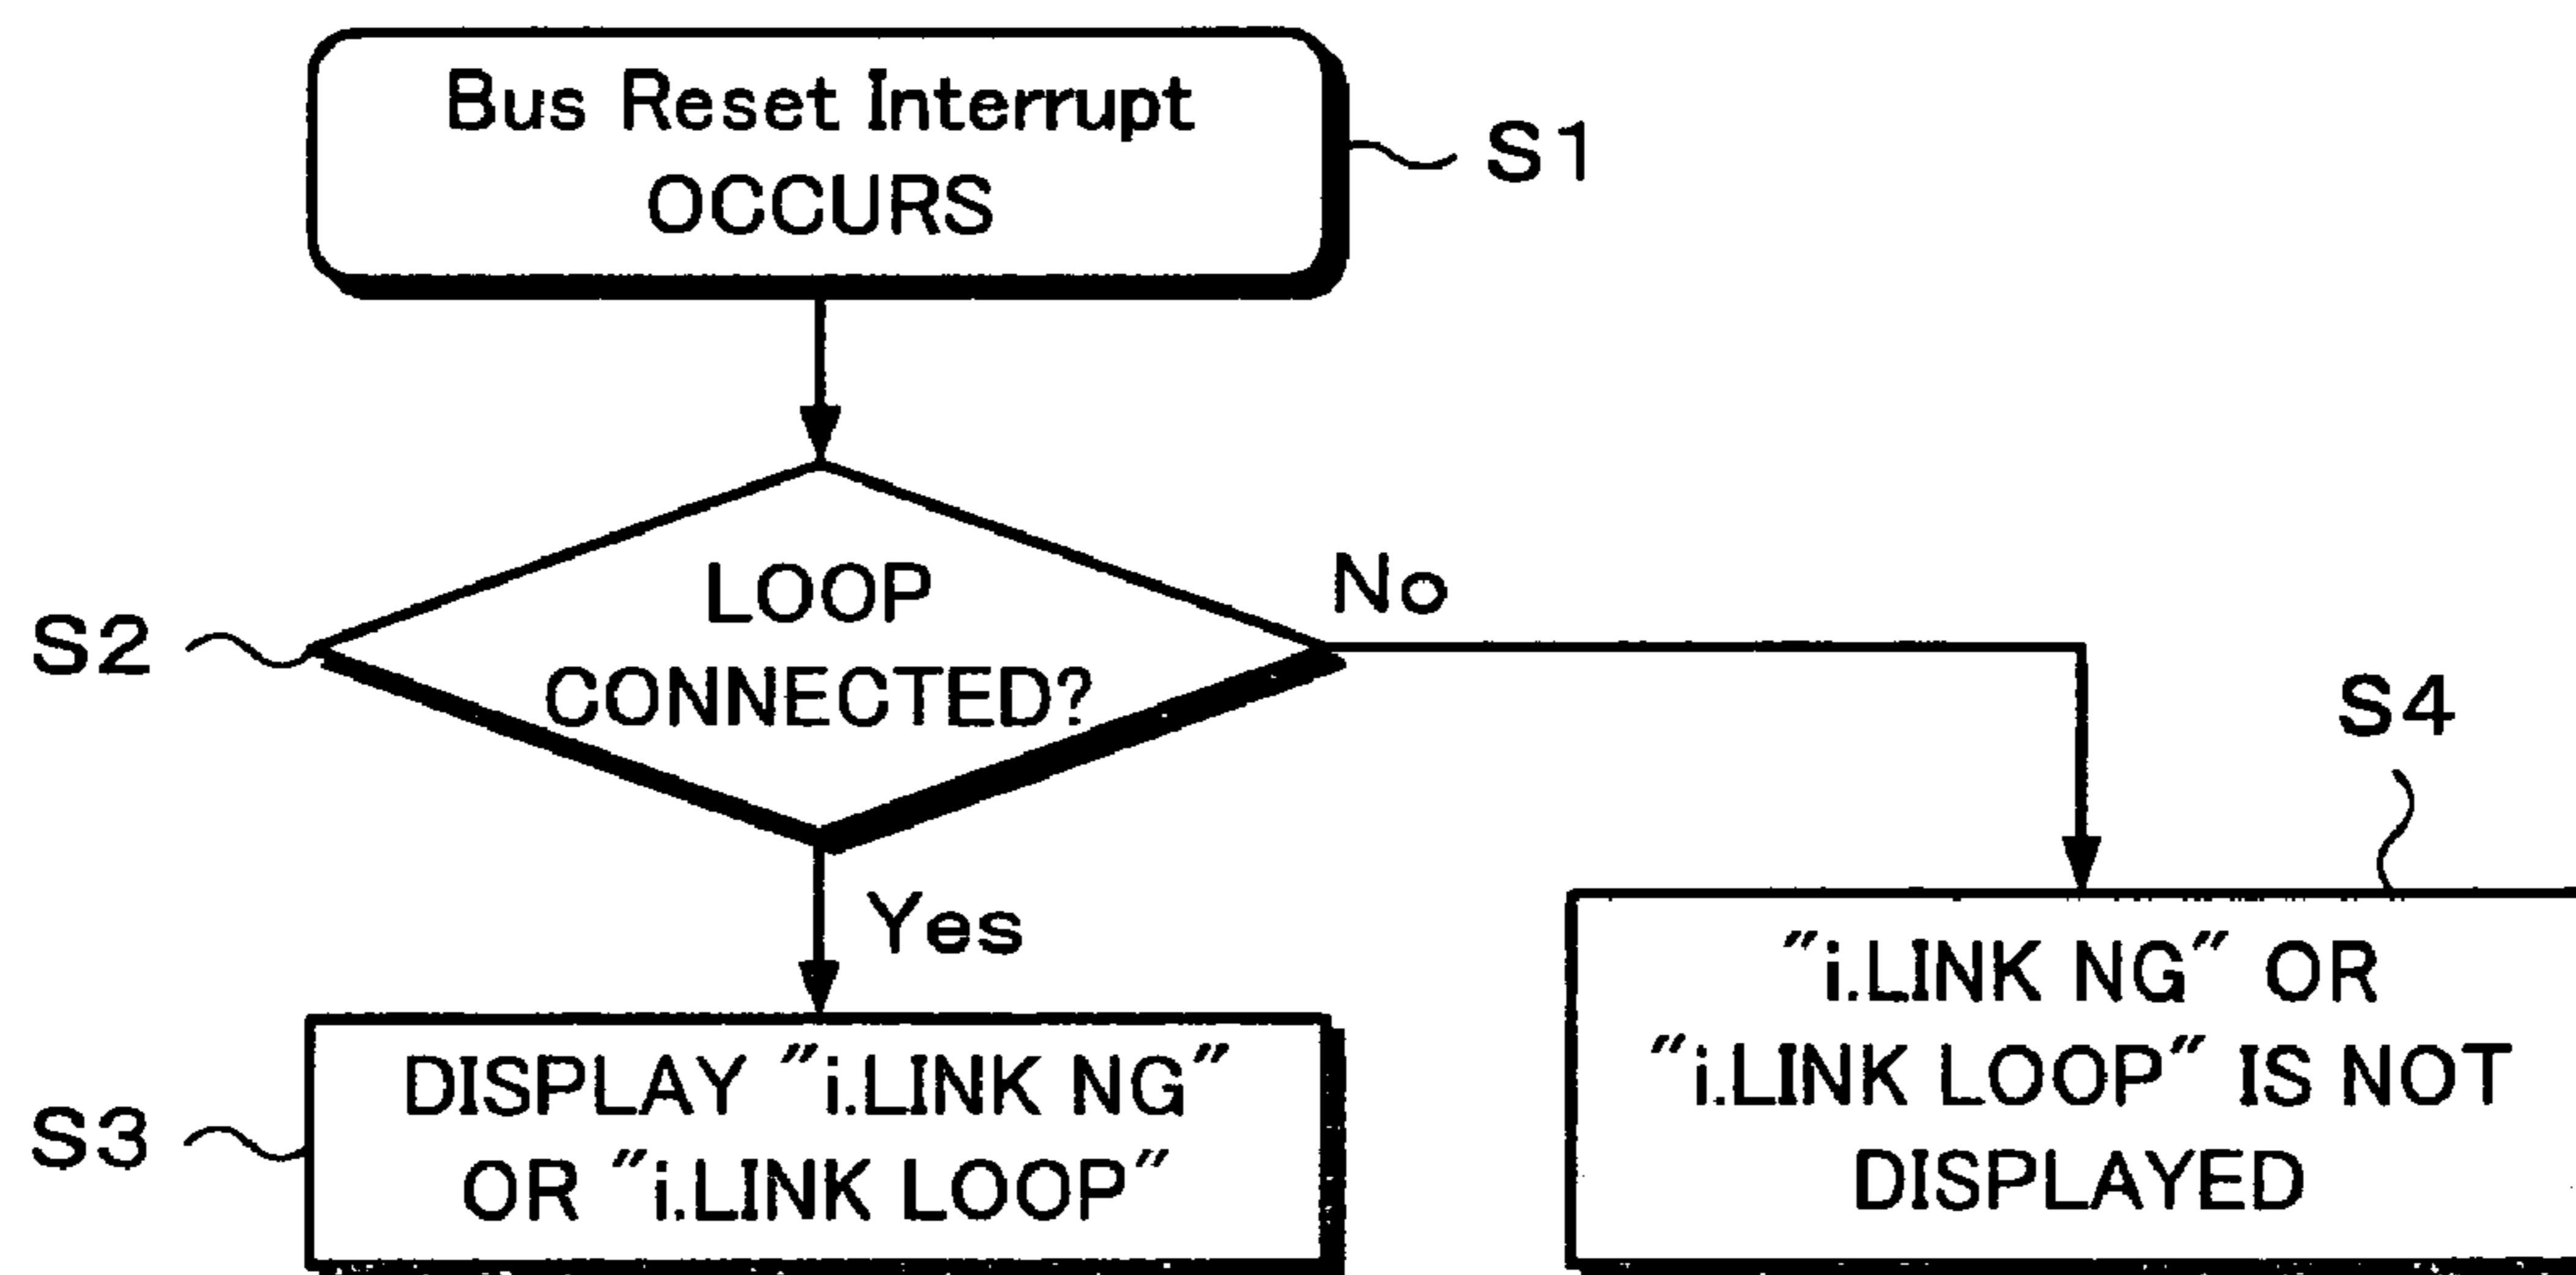 Bus Reset Interrupt
OCCURS
S1
LOOP
CONNECTED?
No
S2
S4
Yes
"i.LINK NG" OR
"i.LINK LOOP" IS NOT
DISPLAYED
DISPLAY "i.LINK NG"
OR "i.LINK LOOP"
S3